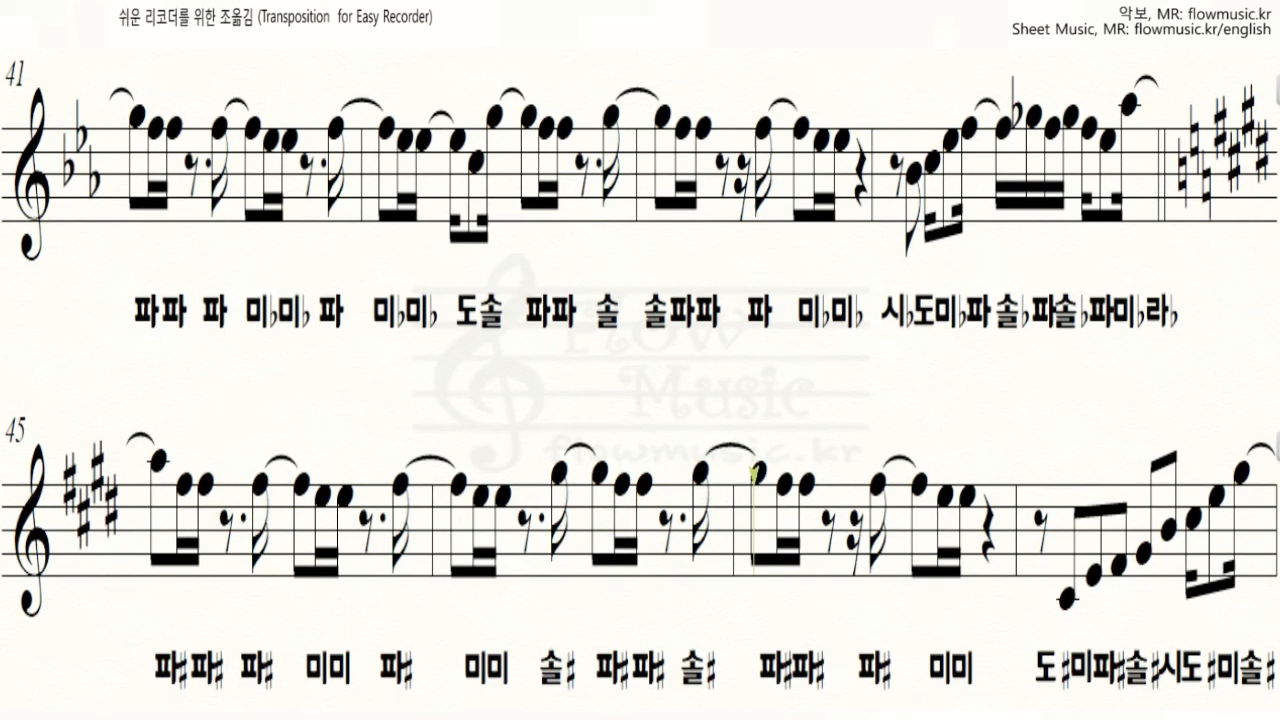 쉬운 리코더를 위한 조옮김 (Transposition for Easy Recorder)
악보, MR: flowmusic.kr
Sheet Music, MR: flowmusic.kr/english
41
파파 파 미♭미♭ 파 미♭미♭ 도솔 파파 솔 솔파파 파 미♭미♭ 시♭도미♭파솔♭파솔♭파미♭라♭
Flow
Music
flowmusic.kr
45
파♯파♯ 파♯ 미미 파♯ 미미 솔♯ 파♯파♯ 솔♯ 파♯파♯ 파♯ 미미 도♯미파♯솔♯시도♯미솔♯